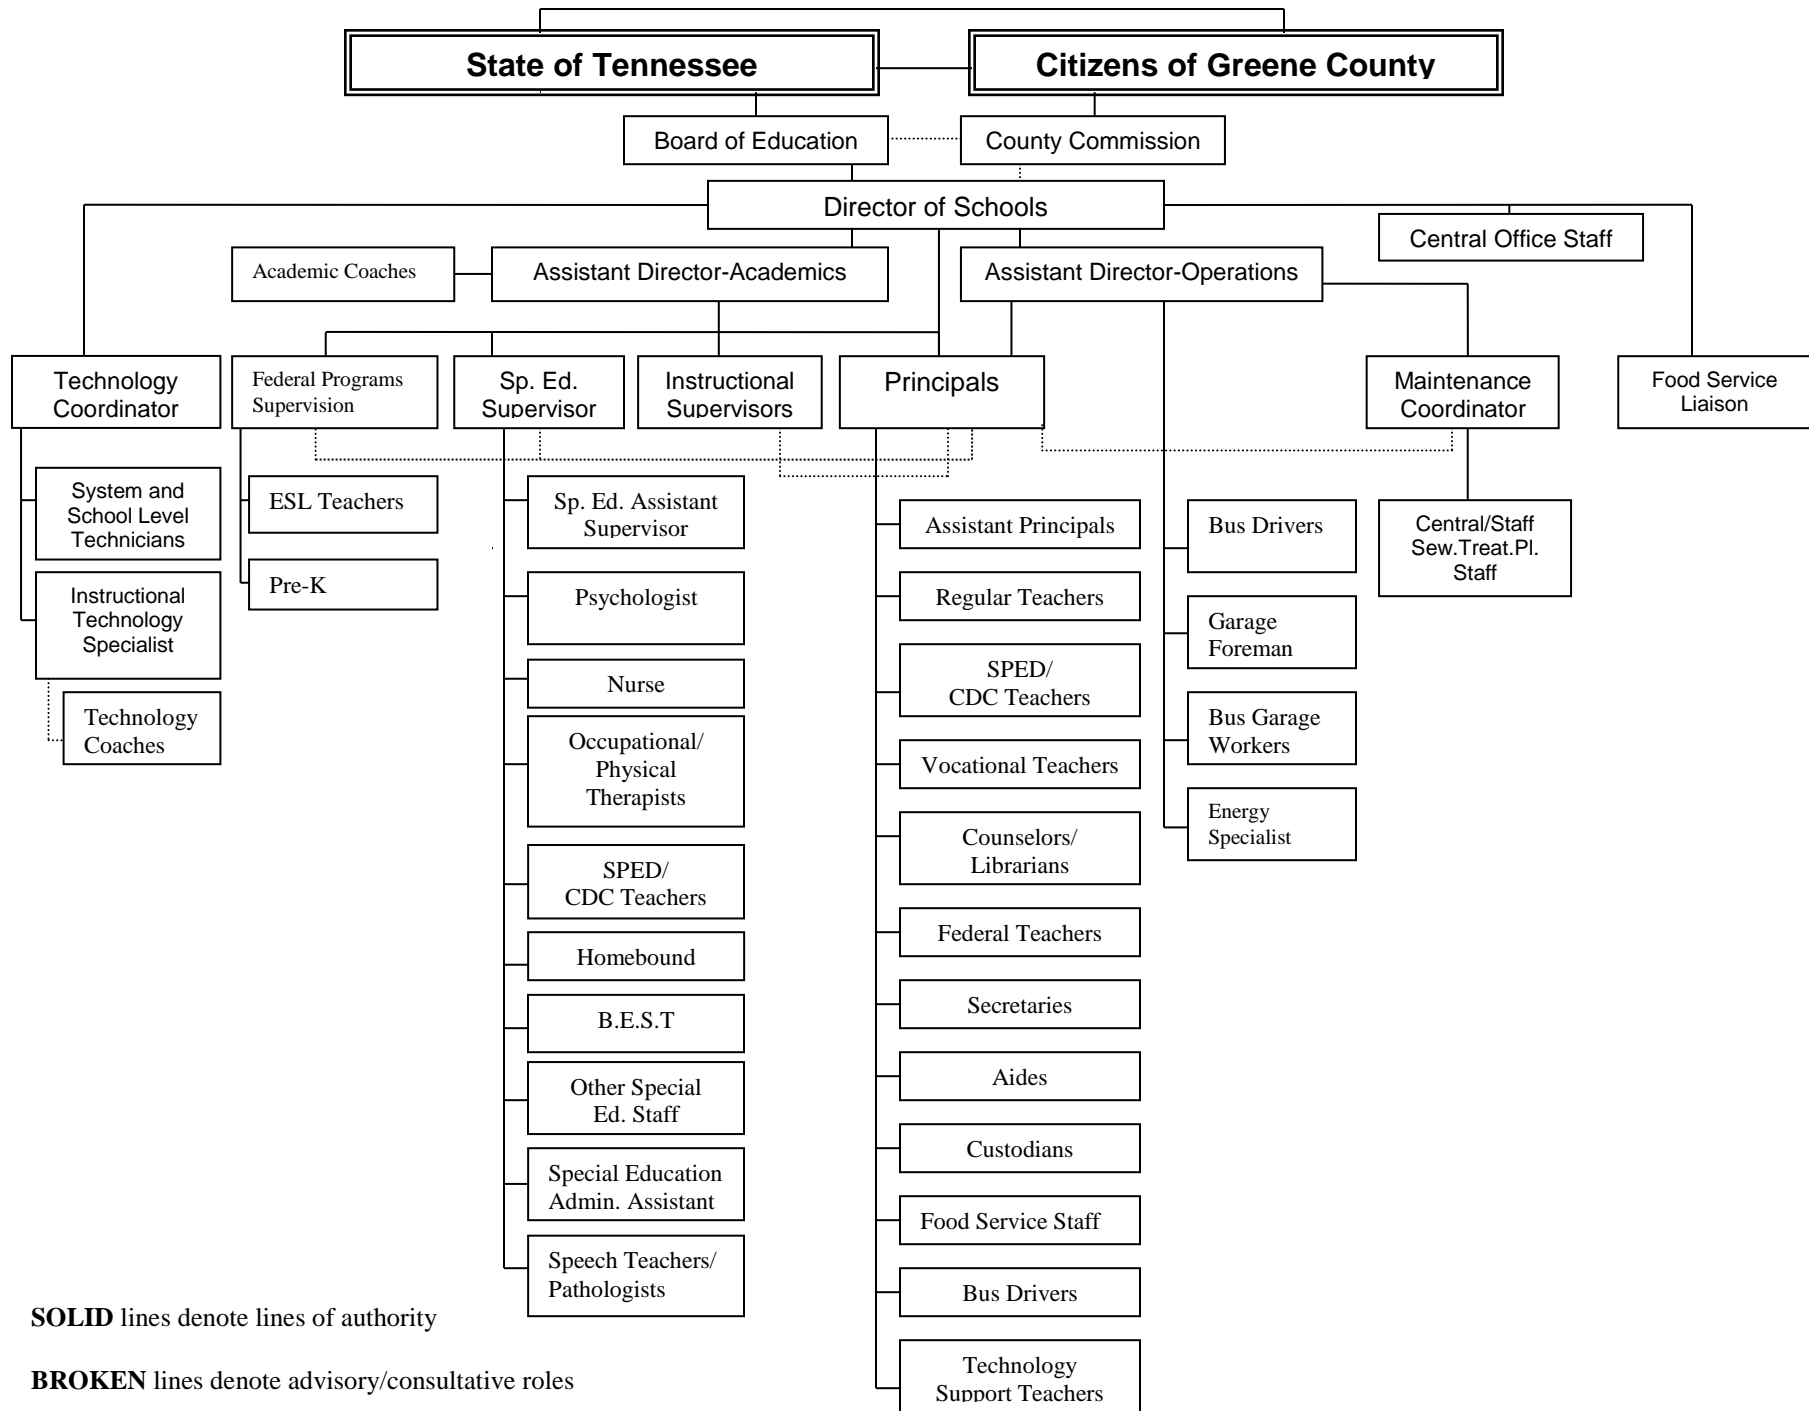 State of Tennessee
Citizens of Greene County
Board of Education
County Commission
Director of Schools
Central Office Staff
Academic Coaches
Assistant Director-Academics
Assistant Director-Operations
Technology
Coordinator
Federal Programs
Supervision
Sp. Ed.
Supervisor
Instructional
Supervisors
Principals
Maintenance
Coordinator
Food Service
Liaison
System and
School Level
Technicians
Instructional
Technology
Specialist
Technology
Coaches
ESL Teachers
Pre-K
Sp. Ed. Assistant
Supervisor
Psychologist
Nurse
Occupational/
Physical
Therapists
SPED/
CDC Teachers
Homebound
B.E.S.T
Other Special
Ed. Staff
Special Education
Admin. Assistant
Speech Teachers/
Pathologists
Assistant Principals
Regular Teachers
SPED/
CDC Teachers
Vocational Teachers
Counselors/
Librarians
Federal Teachers
Secretaries
Aides
Custodians
Food Service Staff
Bus Drivers
Technology
Support Teachers
Bus Drivers
Garage
Foreman
Bus Garage
Workers
Energy
Specialist
Central/Staff
Sew.Treat.Pl.
Staff
SOLID lines denote lines of authority
BROKEN lines denote advisory/consultative roles